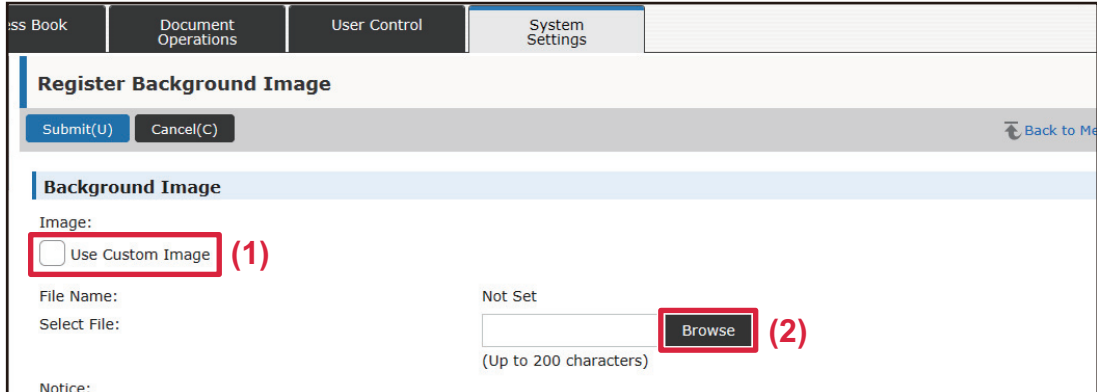 ess Book
Document
Operations
User Control
System
Settings
Register Background Image
Submit(U)
Cancel(C)
Back to Me
Background Image
Image:
Use Custom Image (1)
File Name:
Not Set
Select File:
Browse (2)
(Up to 200 characters)
Notice: